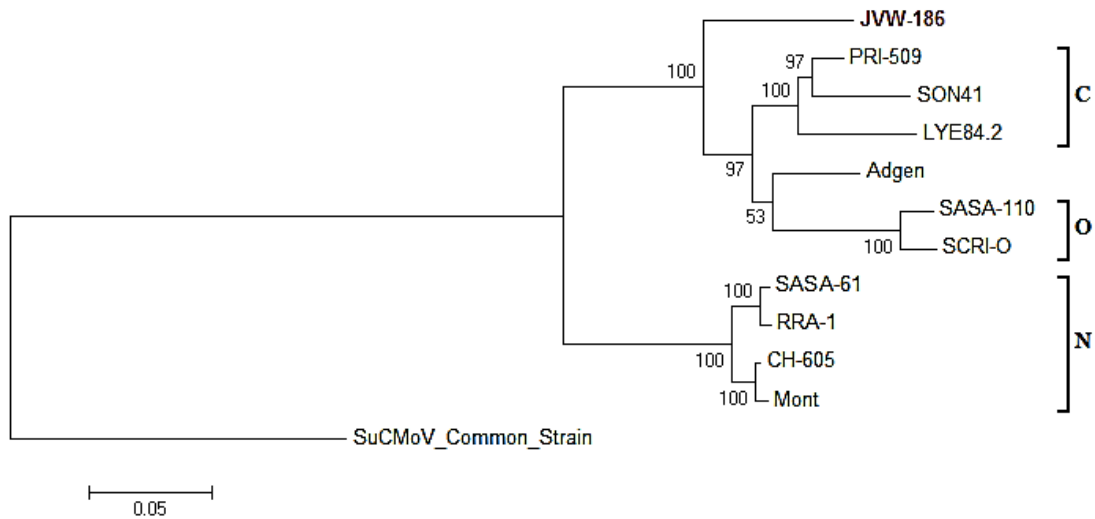 JVW-186
PRI-509
97
100
SON41
100
C
LYE84.2
97
Adgen
53
SASA-110
O
100
SCRI-O
SASA-61
100
RRA-1
N
100
CH-605
100
Mont
SuCMoV_Common_Strain
0.05